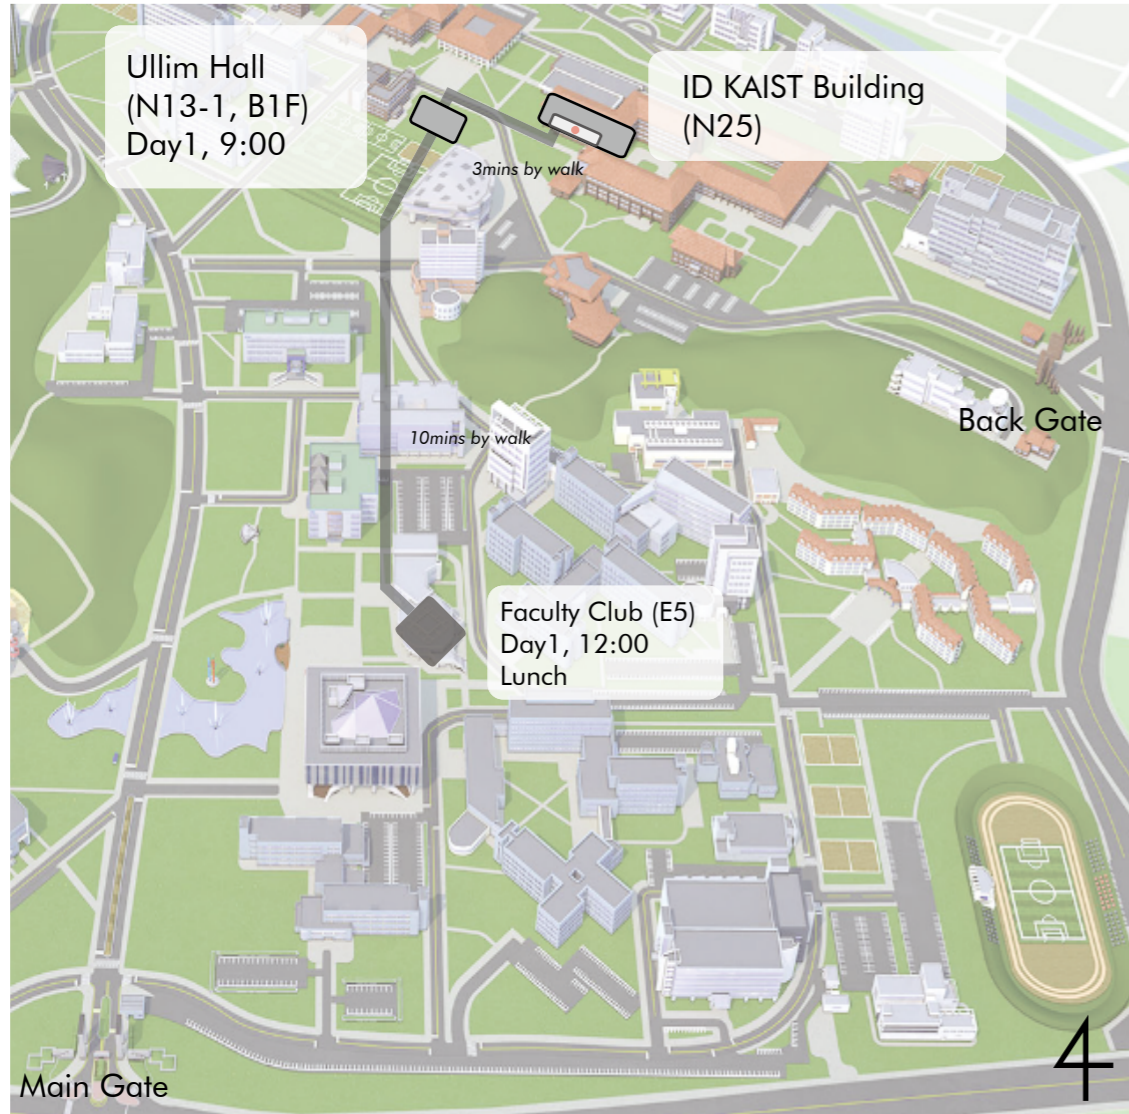 Ullim Hall
(N13-1, B1F)
Day1, 9:00
ID KAIST Building
(N25)
3mins by walk
Back Gate
10mins by walk
Faculty Club (E5)
Day1, 12:00
Lunch
Main Gate